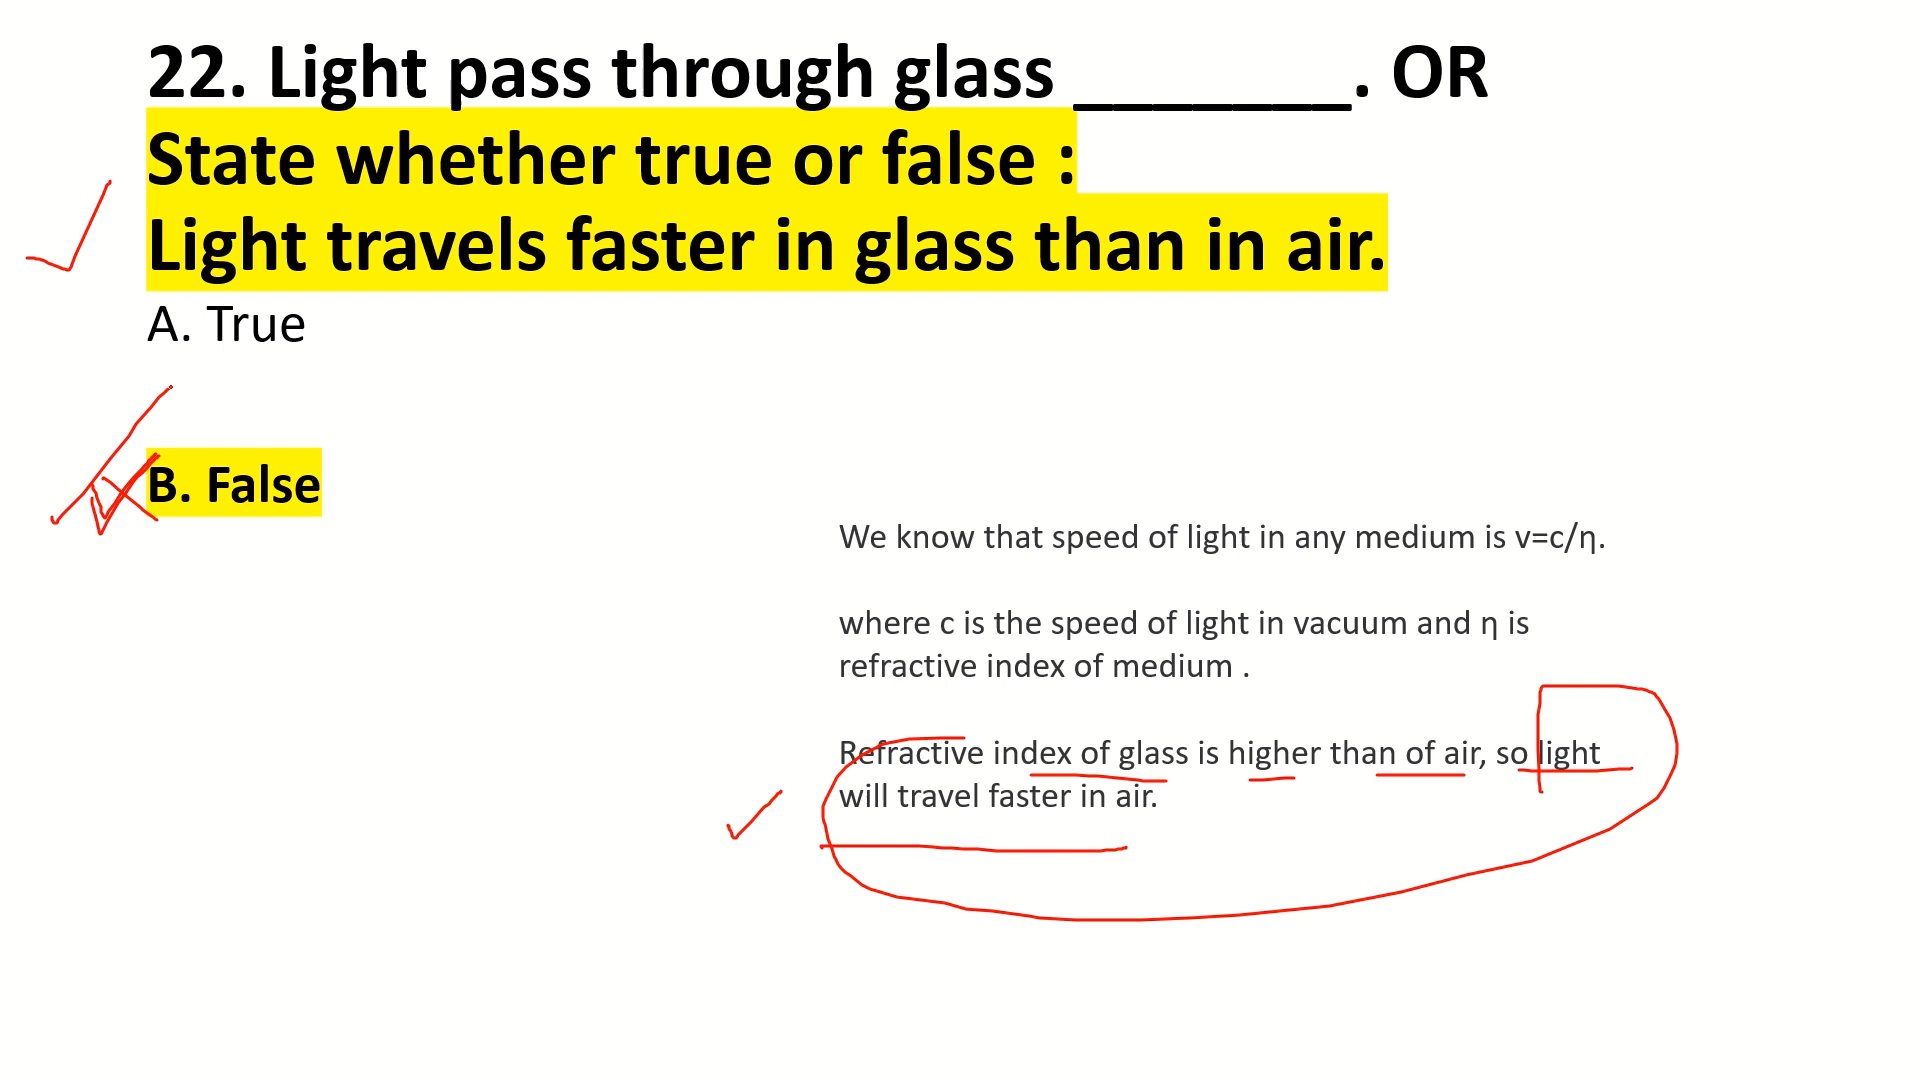 22. Light pass through glass _______. OR
State whether true or false :
Light travels faster in glass than in air.
A. True
B. False
We know that speed of light in any medium is v=c/η.
where c is the speed of light in vacuum and η is
refractive index of medium .
Refractive index of glass is higher than of air, so light
will travel faster in air.